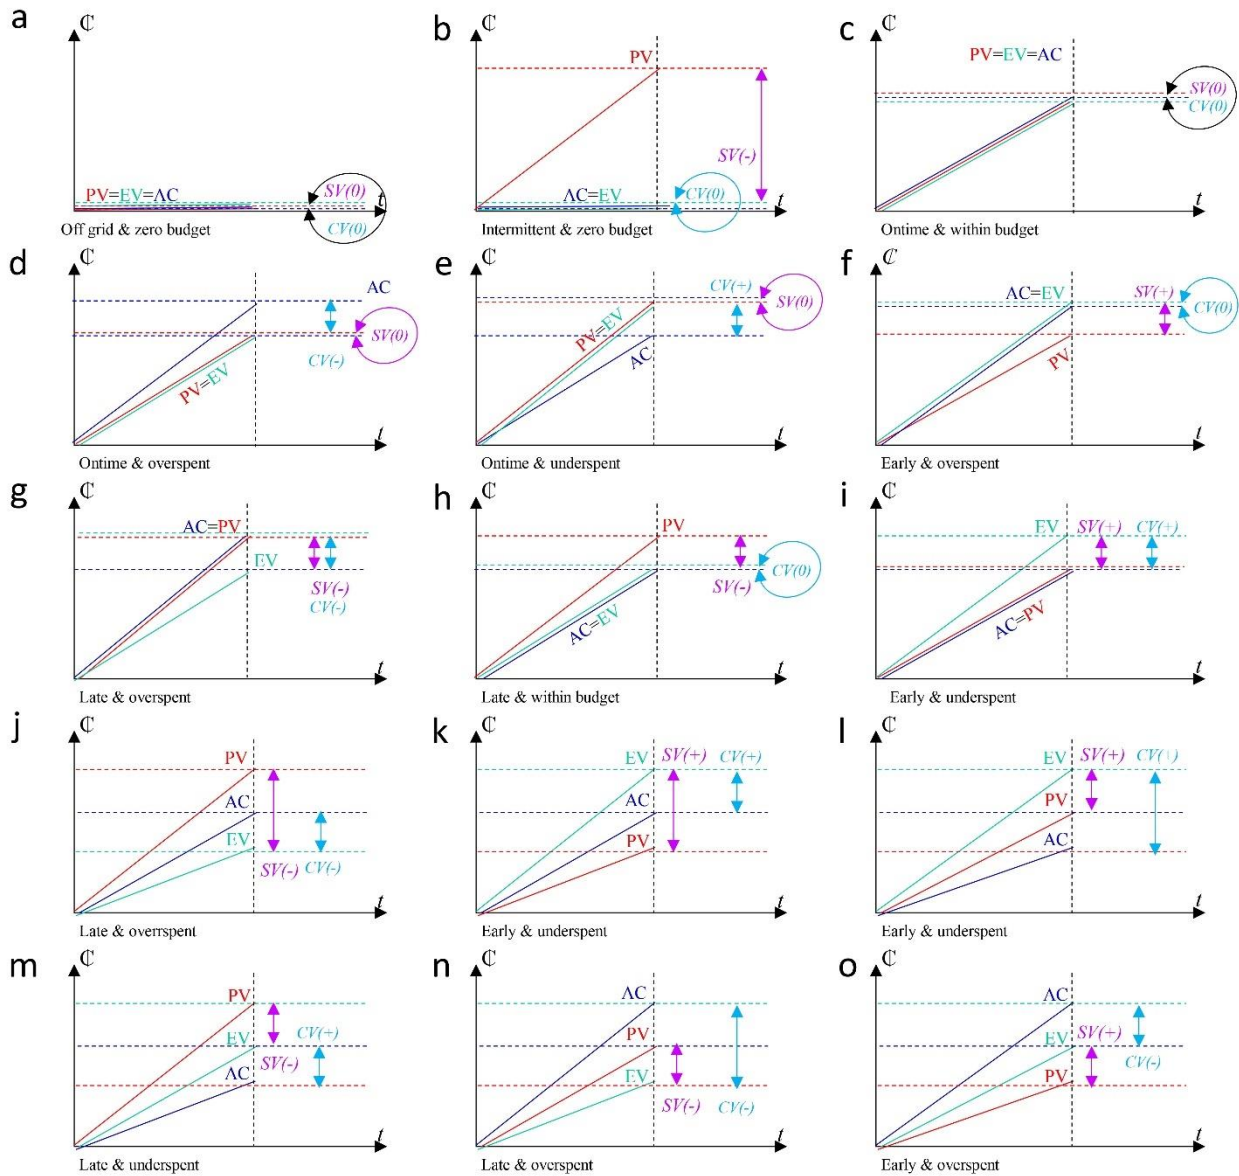 a
ℂ
PV=EV=AC
SV(0)
t
CV(0)
Off grid & zero budget
b
ℂ
PV
SV(-)
AC=EV
CV(0)
t
Intermittent & zero budget
c
ℂ
PV=EV=AC
SV(0)
CV(0)
t
Ontime & within budget
d
ℂ
AC
SV(0)
CV(-)
PV=EV
t
Ontime & overspent
e
ℂ
CV(+)
SV(0)
PV=EV
AC
t
Ontime & underspent
f
ℂ
AC=EV
SV(+)
CV(0)
PV
t
Early & overspent
g
ℂ
AC=PV
EV
SV(-)
CV(-)
t
Late & overspent
h
ℂ
PV
SV(-)
CV(0)
AC=EV
t
Late & within budget
i
ℂ
EV
SV(+)
CV(+)
AC=PV
t
Early & underspent
j
ℂ
PV
AC
EV
SV(-)
CV(-)
t
Late & overrspent
k
ℂ
EV
SV(+)
CV(+)
AC
PV
t
Early & underspent
l
ℂ
EV
SV(+)
CV(+)
PV
AC
t
Early & underspent
m
ℂ
PV
EV
CV(+)
SV(-)
AC
t
Late & underspent
n
ℂ
AC
PV
EV
SV(-)
CV(-)
t
Late & overspent
o
ℂ
AC
EV
SV(+)
CV(-)
PV
t
Early & overspent